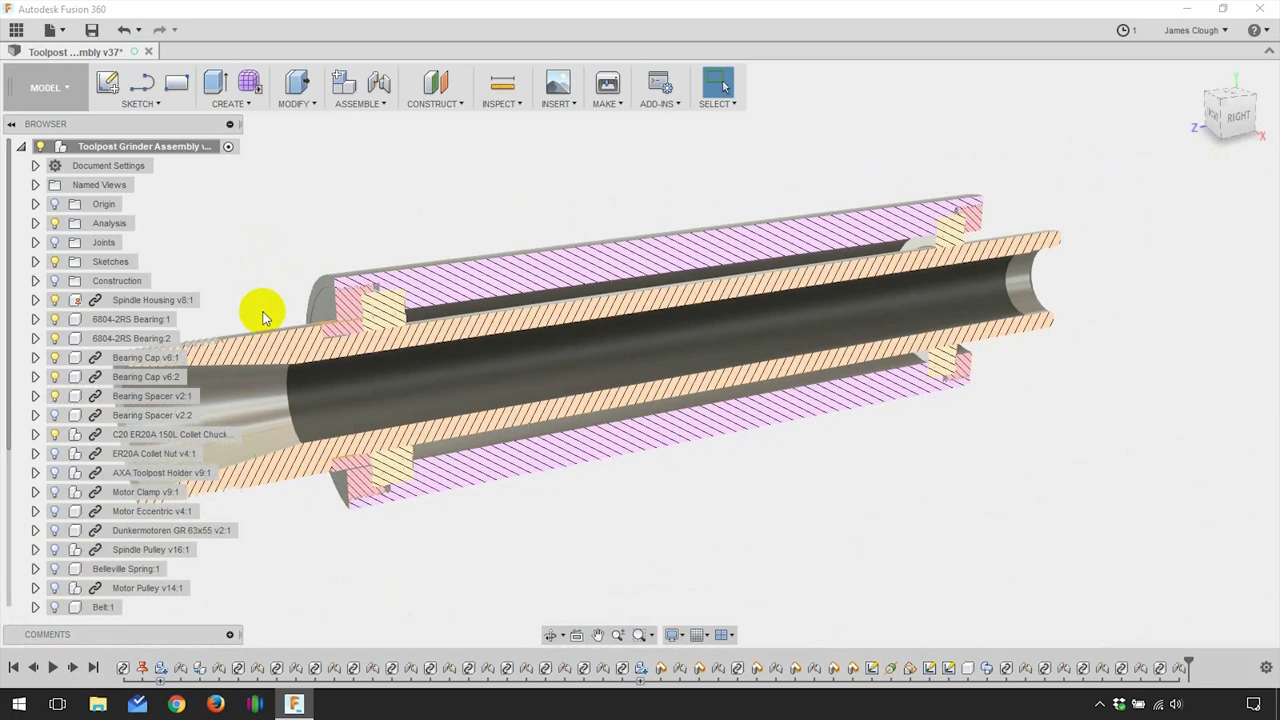 Autodesk Fusion 360
1
James Clough
Toolpost ...mbly v37*
MODEL
SKETCH
CREATE
MODIFY
ASSEMBLE
CONSTRUCT
INSPECT
INSERT
MAKE
ADD-INS
SELECT
RIGHT
Z
Y
X
BROWSER
Toolpost Grinder Assembly v...
Document Settings
Named Views
Origin
Analysis
Joints
Sketches
Construction
Spindle Housing v8:1
6804-2RS Bearing:1
6804-2RS Bearing:2
Bearing Cap v6:1
Bearing Cap v6:2
Bearing Spacer v2:1
Bearing Spacer v2:2
C20 ER20A 150L Collet Chuck...
ER20A Collet Nut v4:1
AXA Toolpost Holder v9:1
Motor Clamp v9:1
Motor Eccentric v4:1
Dunkermotoren GR 63x55 v2:1
Spindle Pulley v16:1
Belleville Spring:1
Motor Pulley v14:1
Belt:1
COMMENTS